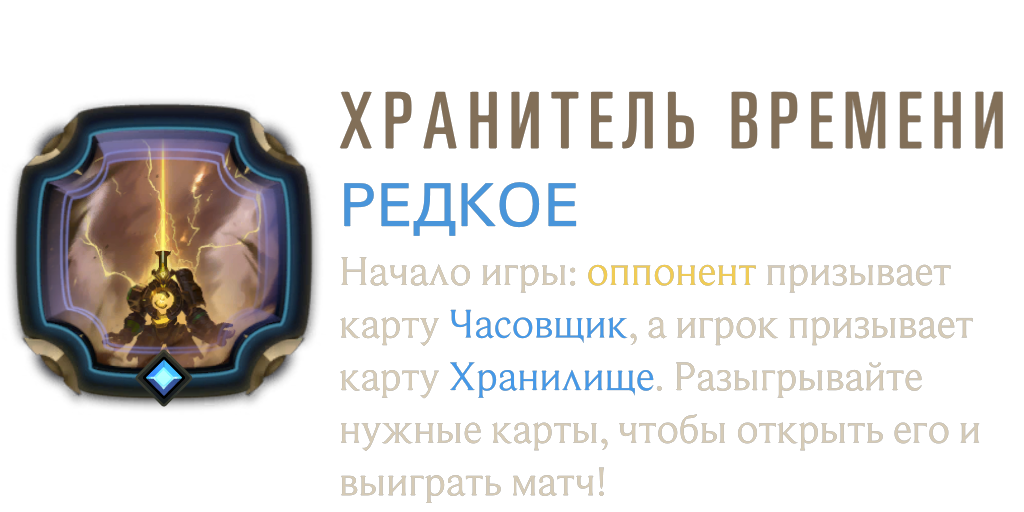 ХРАНИТЕЛЬ ВРЕМЕНИ
РЕДКОЕ
Начало игры: оппонент призывает
карту Часовщик, а игрок призывает
карту Хранилище. Разыгрывайте
нужные карты, чтобы открыть его и
выиграть матч!